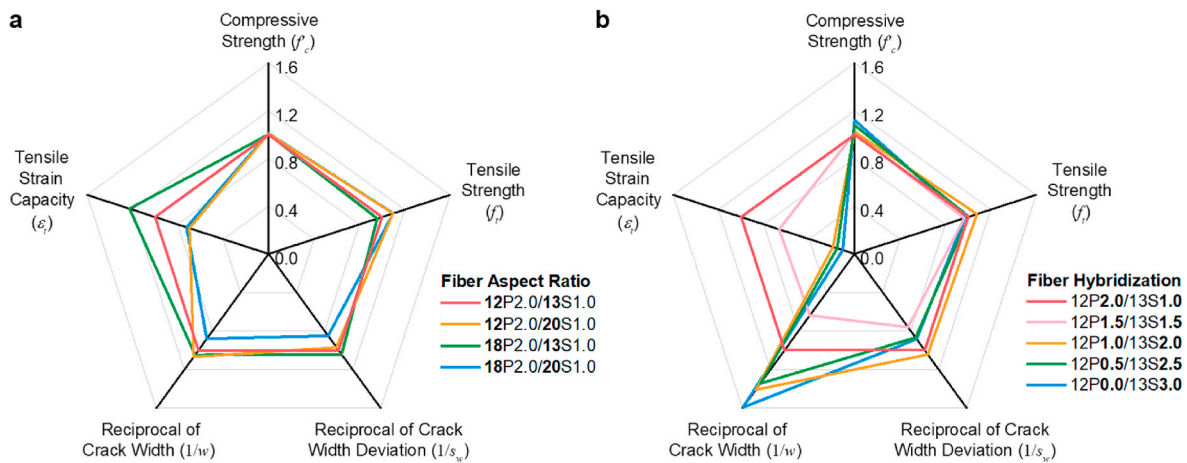 a
Compressive
Strength (f'c)
1.6
1.2
0.8
0.4
0.0
Tensile
Strain
Capacity
(εt)
Tensile
Strength
(ft)
Reciprocal of
Crack Width (1/w)
Reciprocal of Crack
Width Deviation (1/sw)
Fiber Aspect Ratio
12P2.0/13S1.0
12P2.0/20S1.0
18P2.0/13S1.0
18P2.0/20S1.0
b
Compressive
Strength (f'c)
1.6
1.2
0.8
0.4
0.0
Tensile
Strain
Capacity
(εt)
Tensile
Strength
(ft)
Reciprocal of
Crack Width (1/w)
Reciprocal of Crack
Width Deviation (1/sw)
Fiber Hybridization
12P2.0/13S1.0
12P1.5/13S1.5
12P1.0/13S2.0
12P0.5/13S2.5
12P0.0/13S3.0